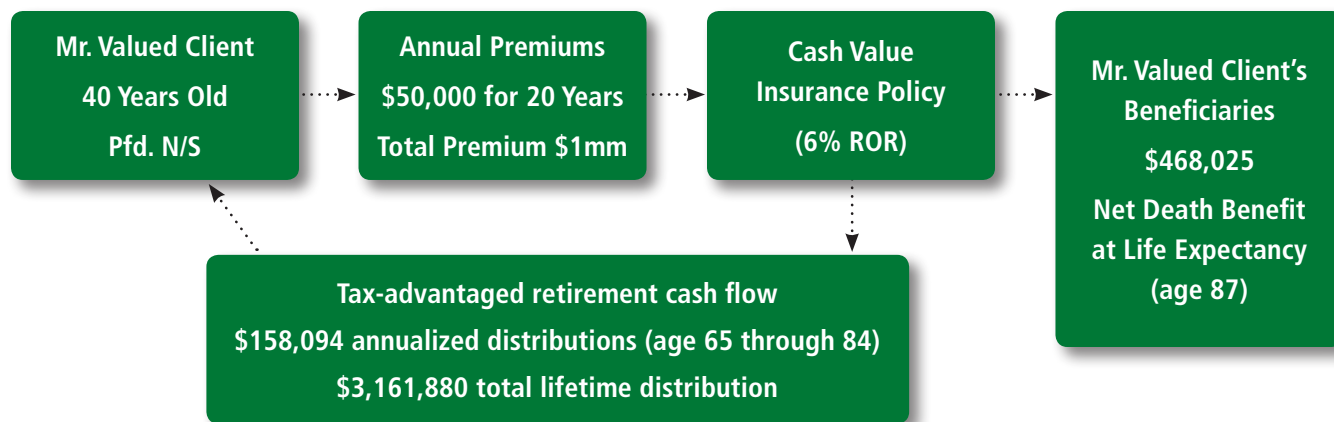 Mr. Valued Client
40 Years Old
Pfd. N/S
Annual Premiums
$50,000 for 20 Years
Total Premium $1mm
Cash Value
Insurance Policy
(6% ROR)
Mr. Valued Client’s
Beneficiaries
$468,025
Net Death Benefit
at Life Expectancy
(age 87)
Tax-advantaged retirement cash flow
$158,094 annualized distributions (age 65 through 84)
$3,161,880 total lifetime distribution